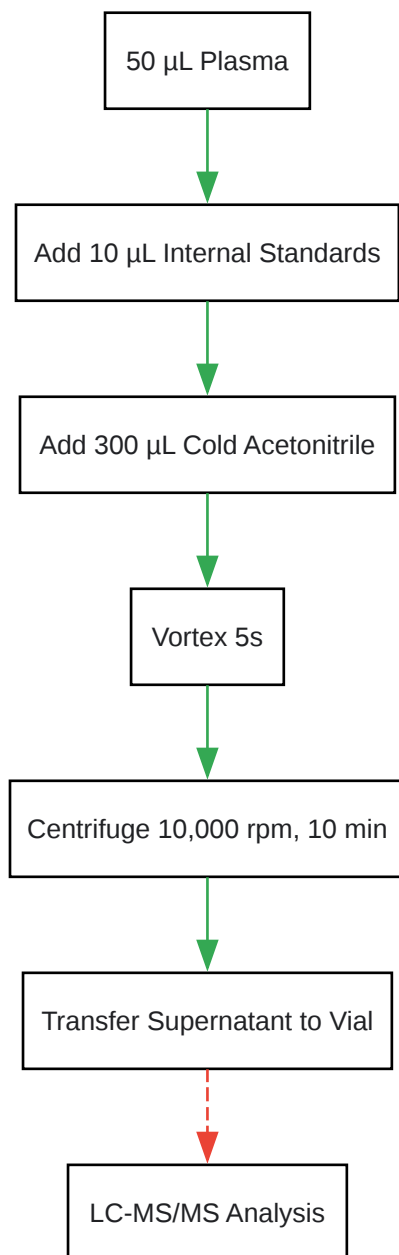 50 µL Plasma
Add 10 µL Internal Standards
Add 300 µL Cold Acetonitrile
Vortex 5s
Centrifuge 10,000 rpm, 10 min
Transfer Supernatant to Vial
LC-MS/MS Analysis